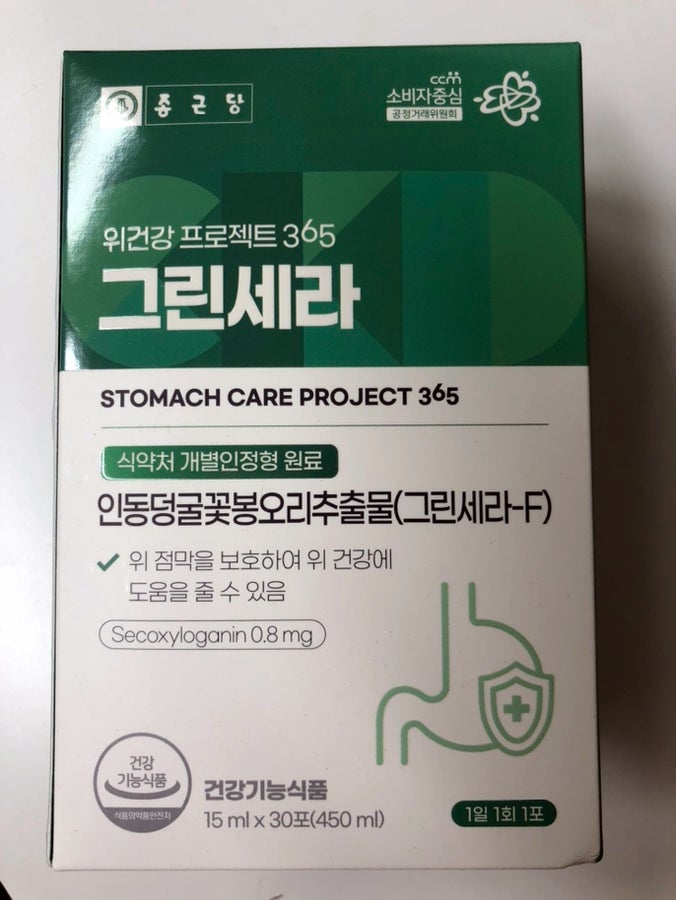 종근당
ccm
소비자중심
공정거래위원회
위건강 프로젝트 365
그린세라
STOMACH CARE PROJECT 365
식약처 개별인정형 원료
인동덩굴꽃봉오리추출물(그린세라-F)
위 점막을 보호하여 위 건강에
도움을 줄 수 있음
Secoxyloganin 0.8 mg
건강
기능식품
식품의약품안전처
건강기능식품
15 ml x 30포(450 ml)
1일 1회 1포